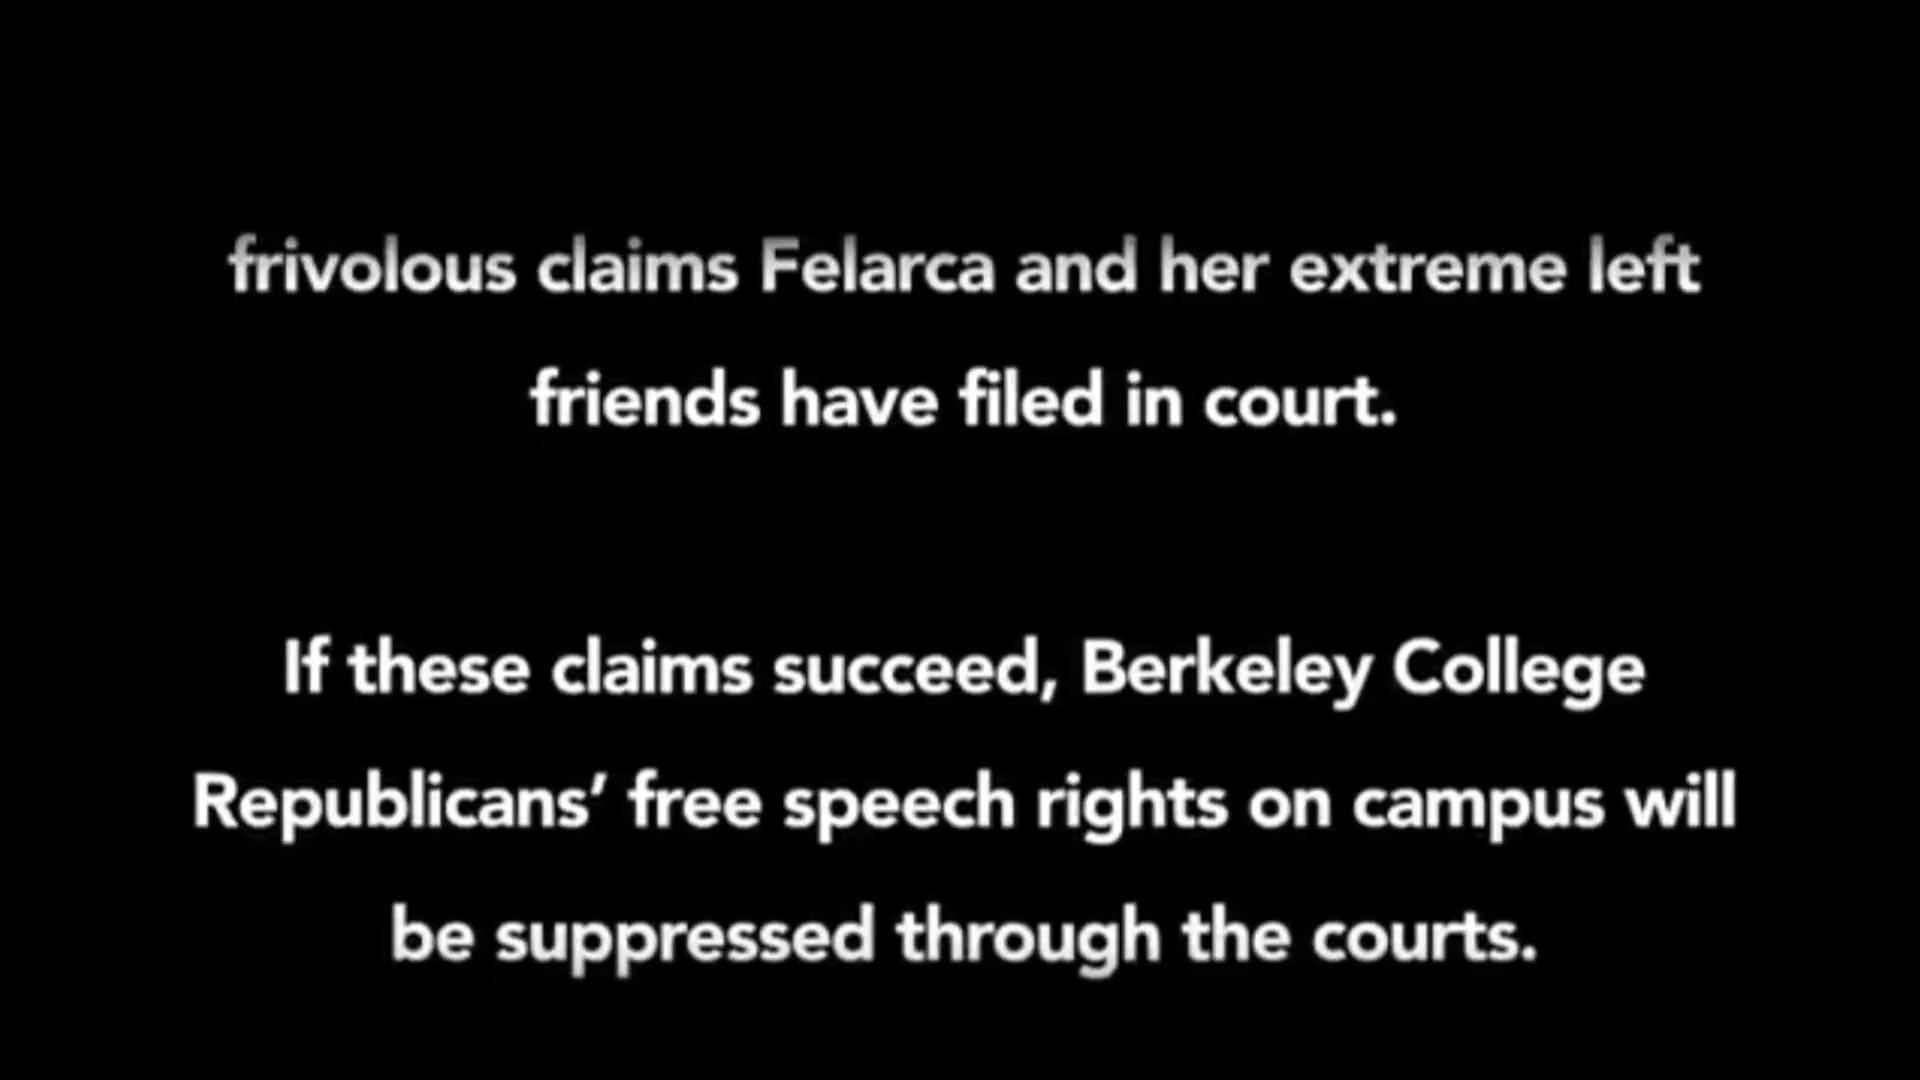 frivolous claims Felarca and her extreme left
friends have filed in court.
If these claims succeed, Berkeley College
Republicans’ free speech rights on campus will
be suppressed through the courts.